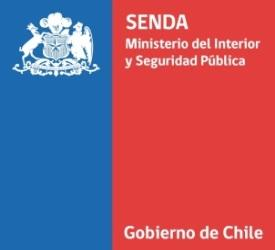 SENDA
Ministerio del Interior
y Seguridad Pública
Gobierno de Chile